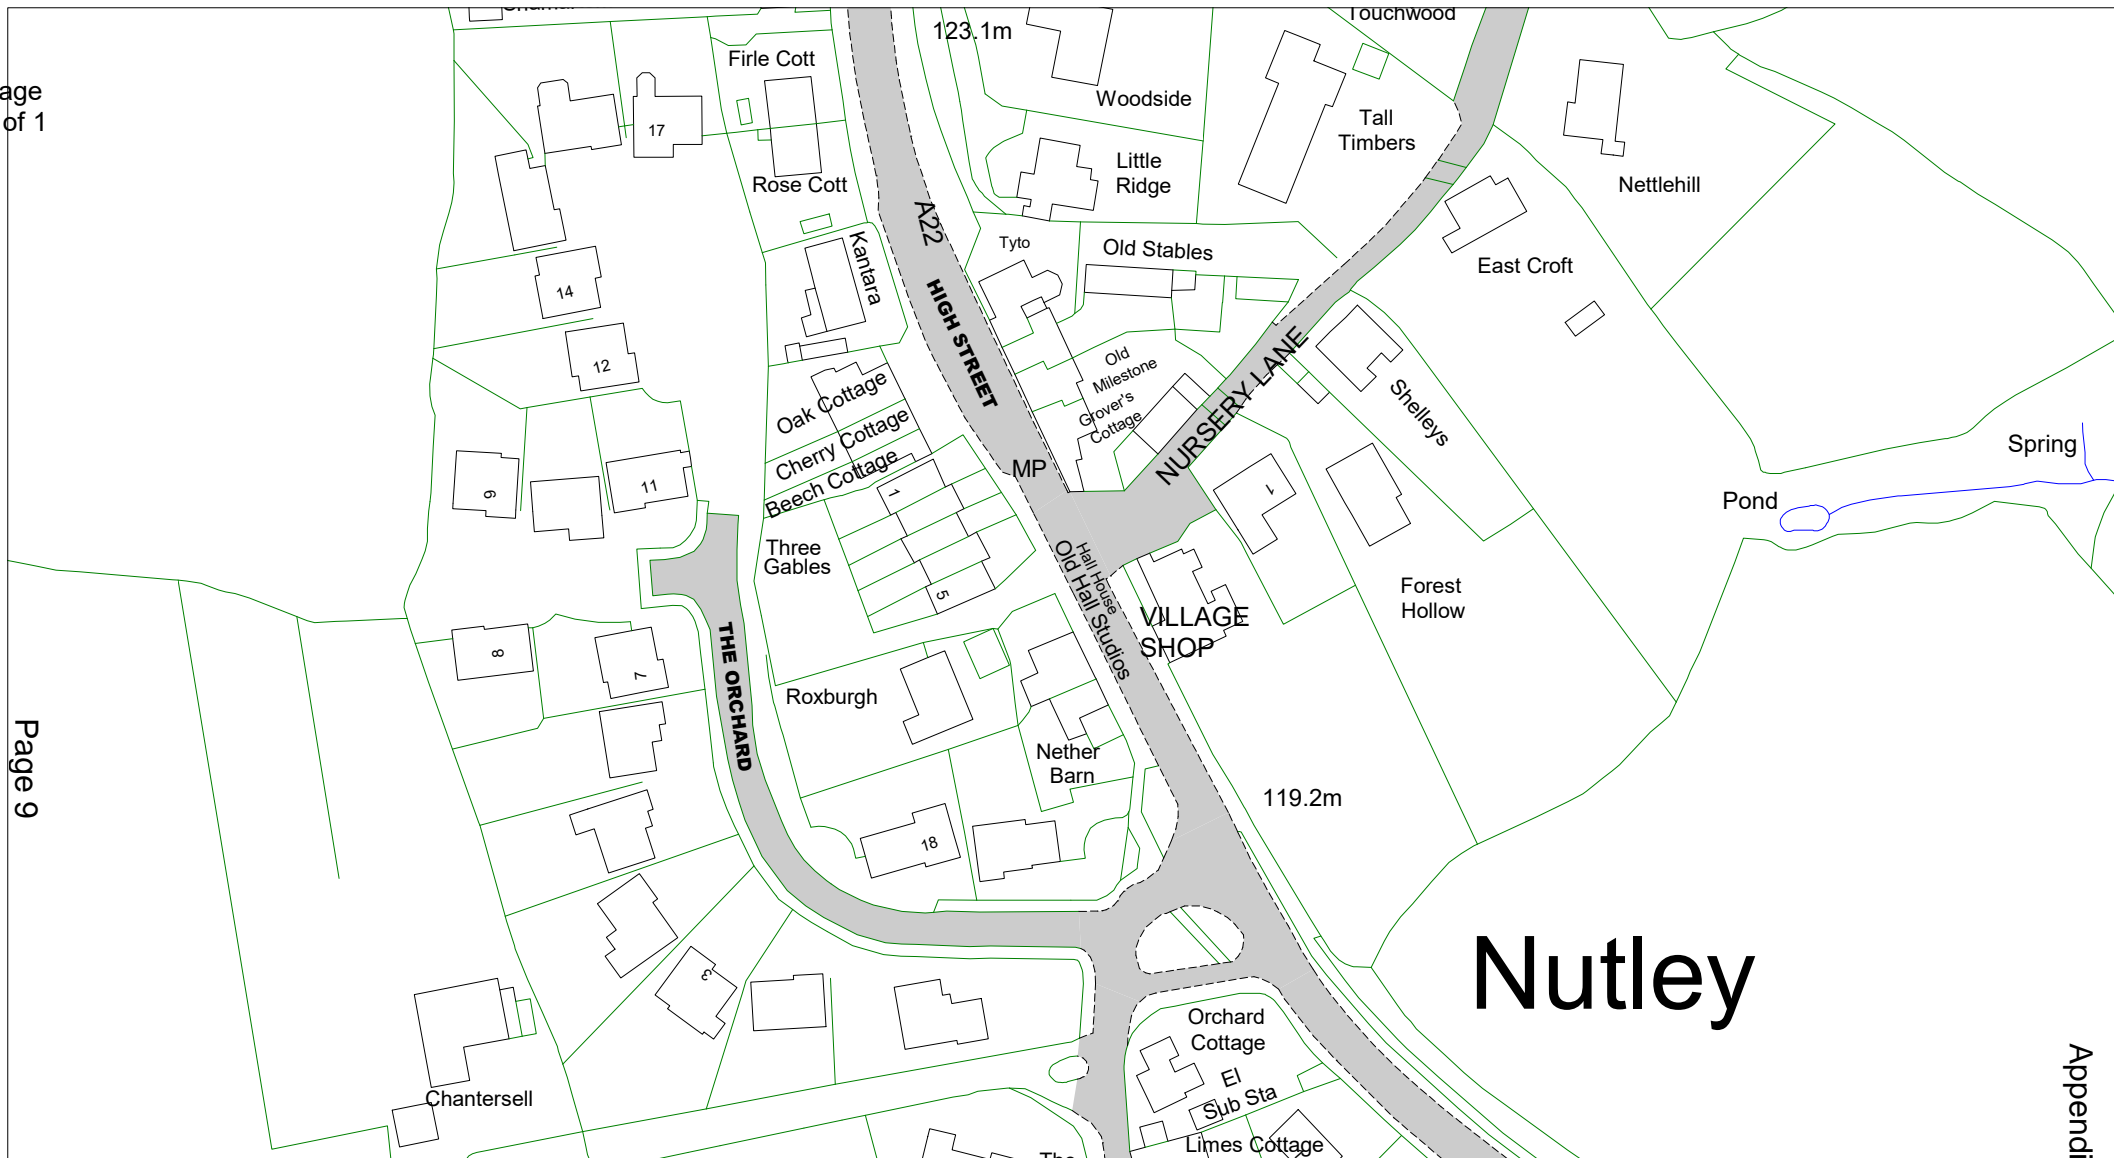 Touchwood
123.1m
Firle Cott
age
of 1
Woodside
17
Tall
Timbers
Little
Ridge
Rose Cott
Nettlehill
A22
Tyto
Old Stables
Kantara
East Croft
14
HIGH STREET
12
Old
Milestone
NURSERY LANE
Oak Cottage
Grover's
Cottage
Shelleys
Cherry Cottage
Spring
MP
Beech Cottage
9
11
1
1
Pond
Three
Gables
Hall House
Old Hall Studios
5
Forest
Hollow
VILLAGE
SHOP
8
7
THE ORCHARD
Roxburgh
Nether
Barn
Page 9
119.2m
18
Nutley
3
Orchard
Cottage
El
Sub Sta
Chantersell
Appendi
Limes Cottage
The